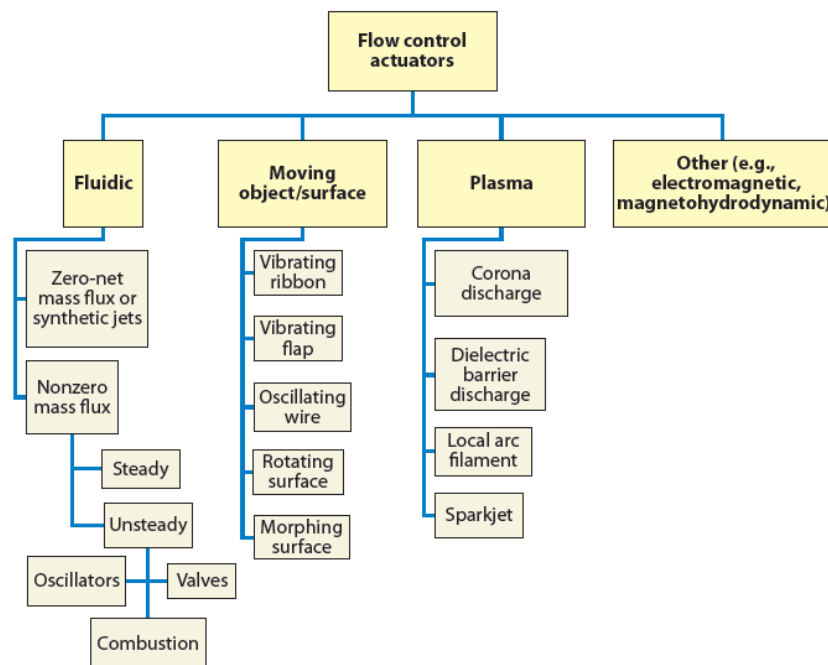 Flow control
actuators
Fluidic
Moving
object/surface
Plasma
Other (e.g.,
electromagnetic,
magnetohydrodynamic)
Zero-net
mass flux or
synthetic jets
Nonzero
mass flux
Steady
Unsteady
Oscillators
Valves
Combustion
Vibrating
ribbon
Vibrating
flap
Oscillating
wire
Rotating
surface
Morphing
surface
Corona
discharge
Dielectric
barrier
discharge
Local arc
filament
Sparkjet